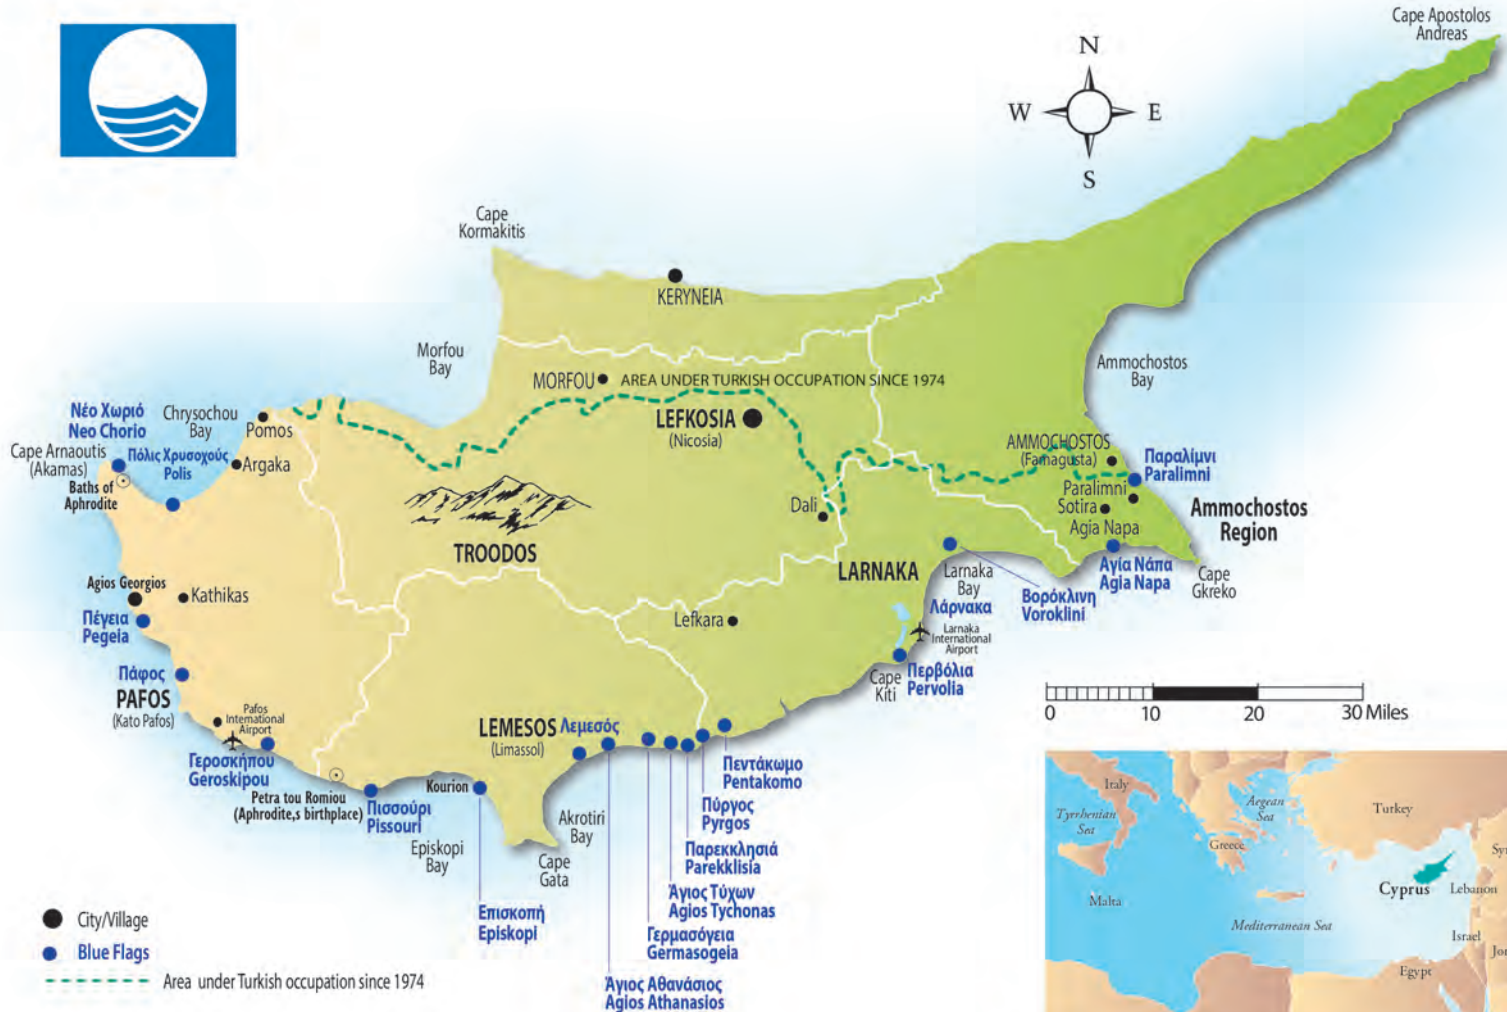 Cape Apostolos
Andreas
N
W
E
S
Cape
Kormakitis
KERYNEIA
Morfou
Bay
MORFOU
AREA UNDER TURKISH OCCUPATION SINCE 1974
Ammochostos
Bay
Νέο Χωριό
Neo Chorio
Chrysochou
Bay
Pomos
LEFKOSIA
(Nicosia)
Cape Arnaoutis
(Akamas)
Πόλις Χρυσοχούς
Polis
Argaka
AMMOCHOSTOS
(Famagusta)
Παραλίμνι
Paralimni
Baths of
Aphrodite
Paralimni
Sotira
Agia Napa
Ammochostos
Region
Dali
TROODOS
LARNAKA
Larnaka
Bay
Αγία Νάπα
Agia Napa
Cape
Gkreko
Agios Georgios
Kathikas
Βορόκλινη
Voroklini
Λάρνακα
Πέγεια
Pegeia
Lefkara
Larnaka
International
Airport
Πάφος
PAFOS
(Kato Pafos)
Cape
Kiti
Περβόλια
Pervolia
Pafos
International
Airport
LEMESOS
(Limassol)
Λεμεσός
0 10 20 30 Miles
Γεροσκήπου
Geroskipou
Πεντάκωμο
Pentakomo
Kourion
Petra tou Romiou
(Aphrodite,s birthplace)
Πισσούρι
Pissouri
Πύργος
Pyrgos
Akrotiri
Bay
Episkopi
Bay
Παρεκκλησιά
Parekklisia
Cape
Gata
Άγιος Τύχων
Agios Tychonas
Επισκοπή
Episkopi
Γερμασόγεια
Germasogeia
Άγιος Αθανάσιος
Agios Athanasios
City/Village
Blue Flags
Area under Turkish occupation since 1974
Italy
Tyrrhenian
Sea
Aegean
Sea
Turkey
Greece
Sy
Cyprus
Lebanon
Malta
Mediterranean Sea
Israel
Jor
Egypt